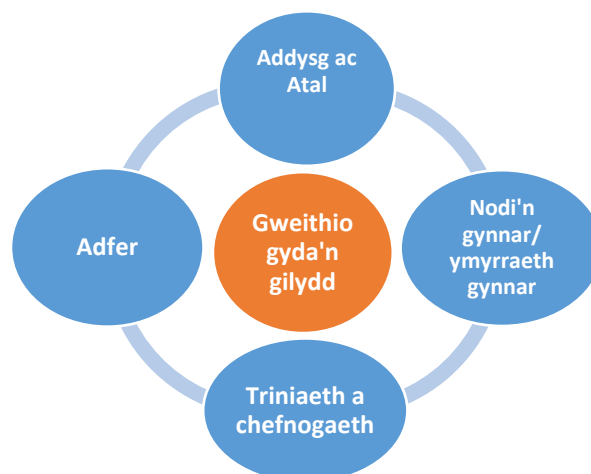 Addysg ac
Atal
Nodi'n
gynnar/
ymyrraeth
gynnar
Triniaeth a
chefnogaeth
Adfer
Gweithio
gyda'n
gilydd